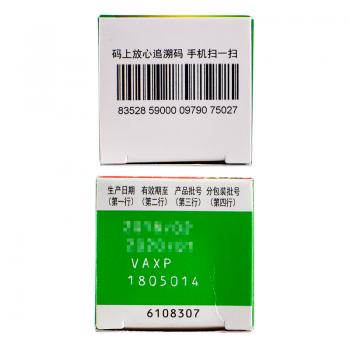 码上放心追溯码 手机扫一扫
83528 59000 09790 75027
生产日期 有效期至 产品批号 分包装批号
(第一行) (第二行) (第三行) (第四行)
VAXP
1805014
6108307